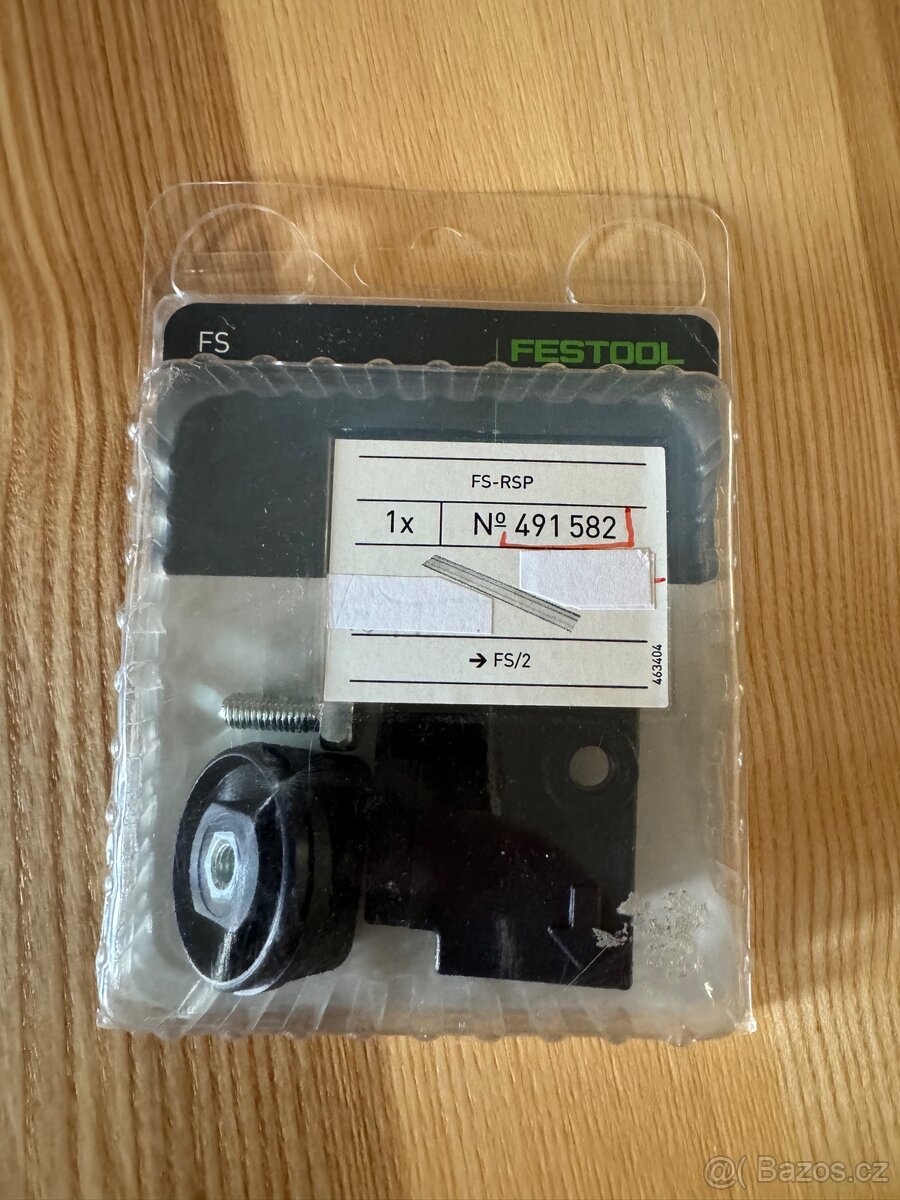 FS
FESTOOL
FS-RSP
1x
Nº 491 582
→ FS/2
463404
@( Bazos.cz